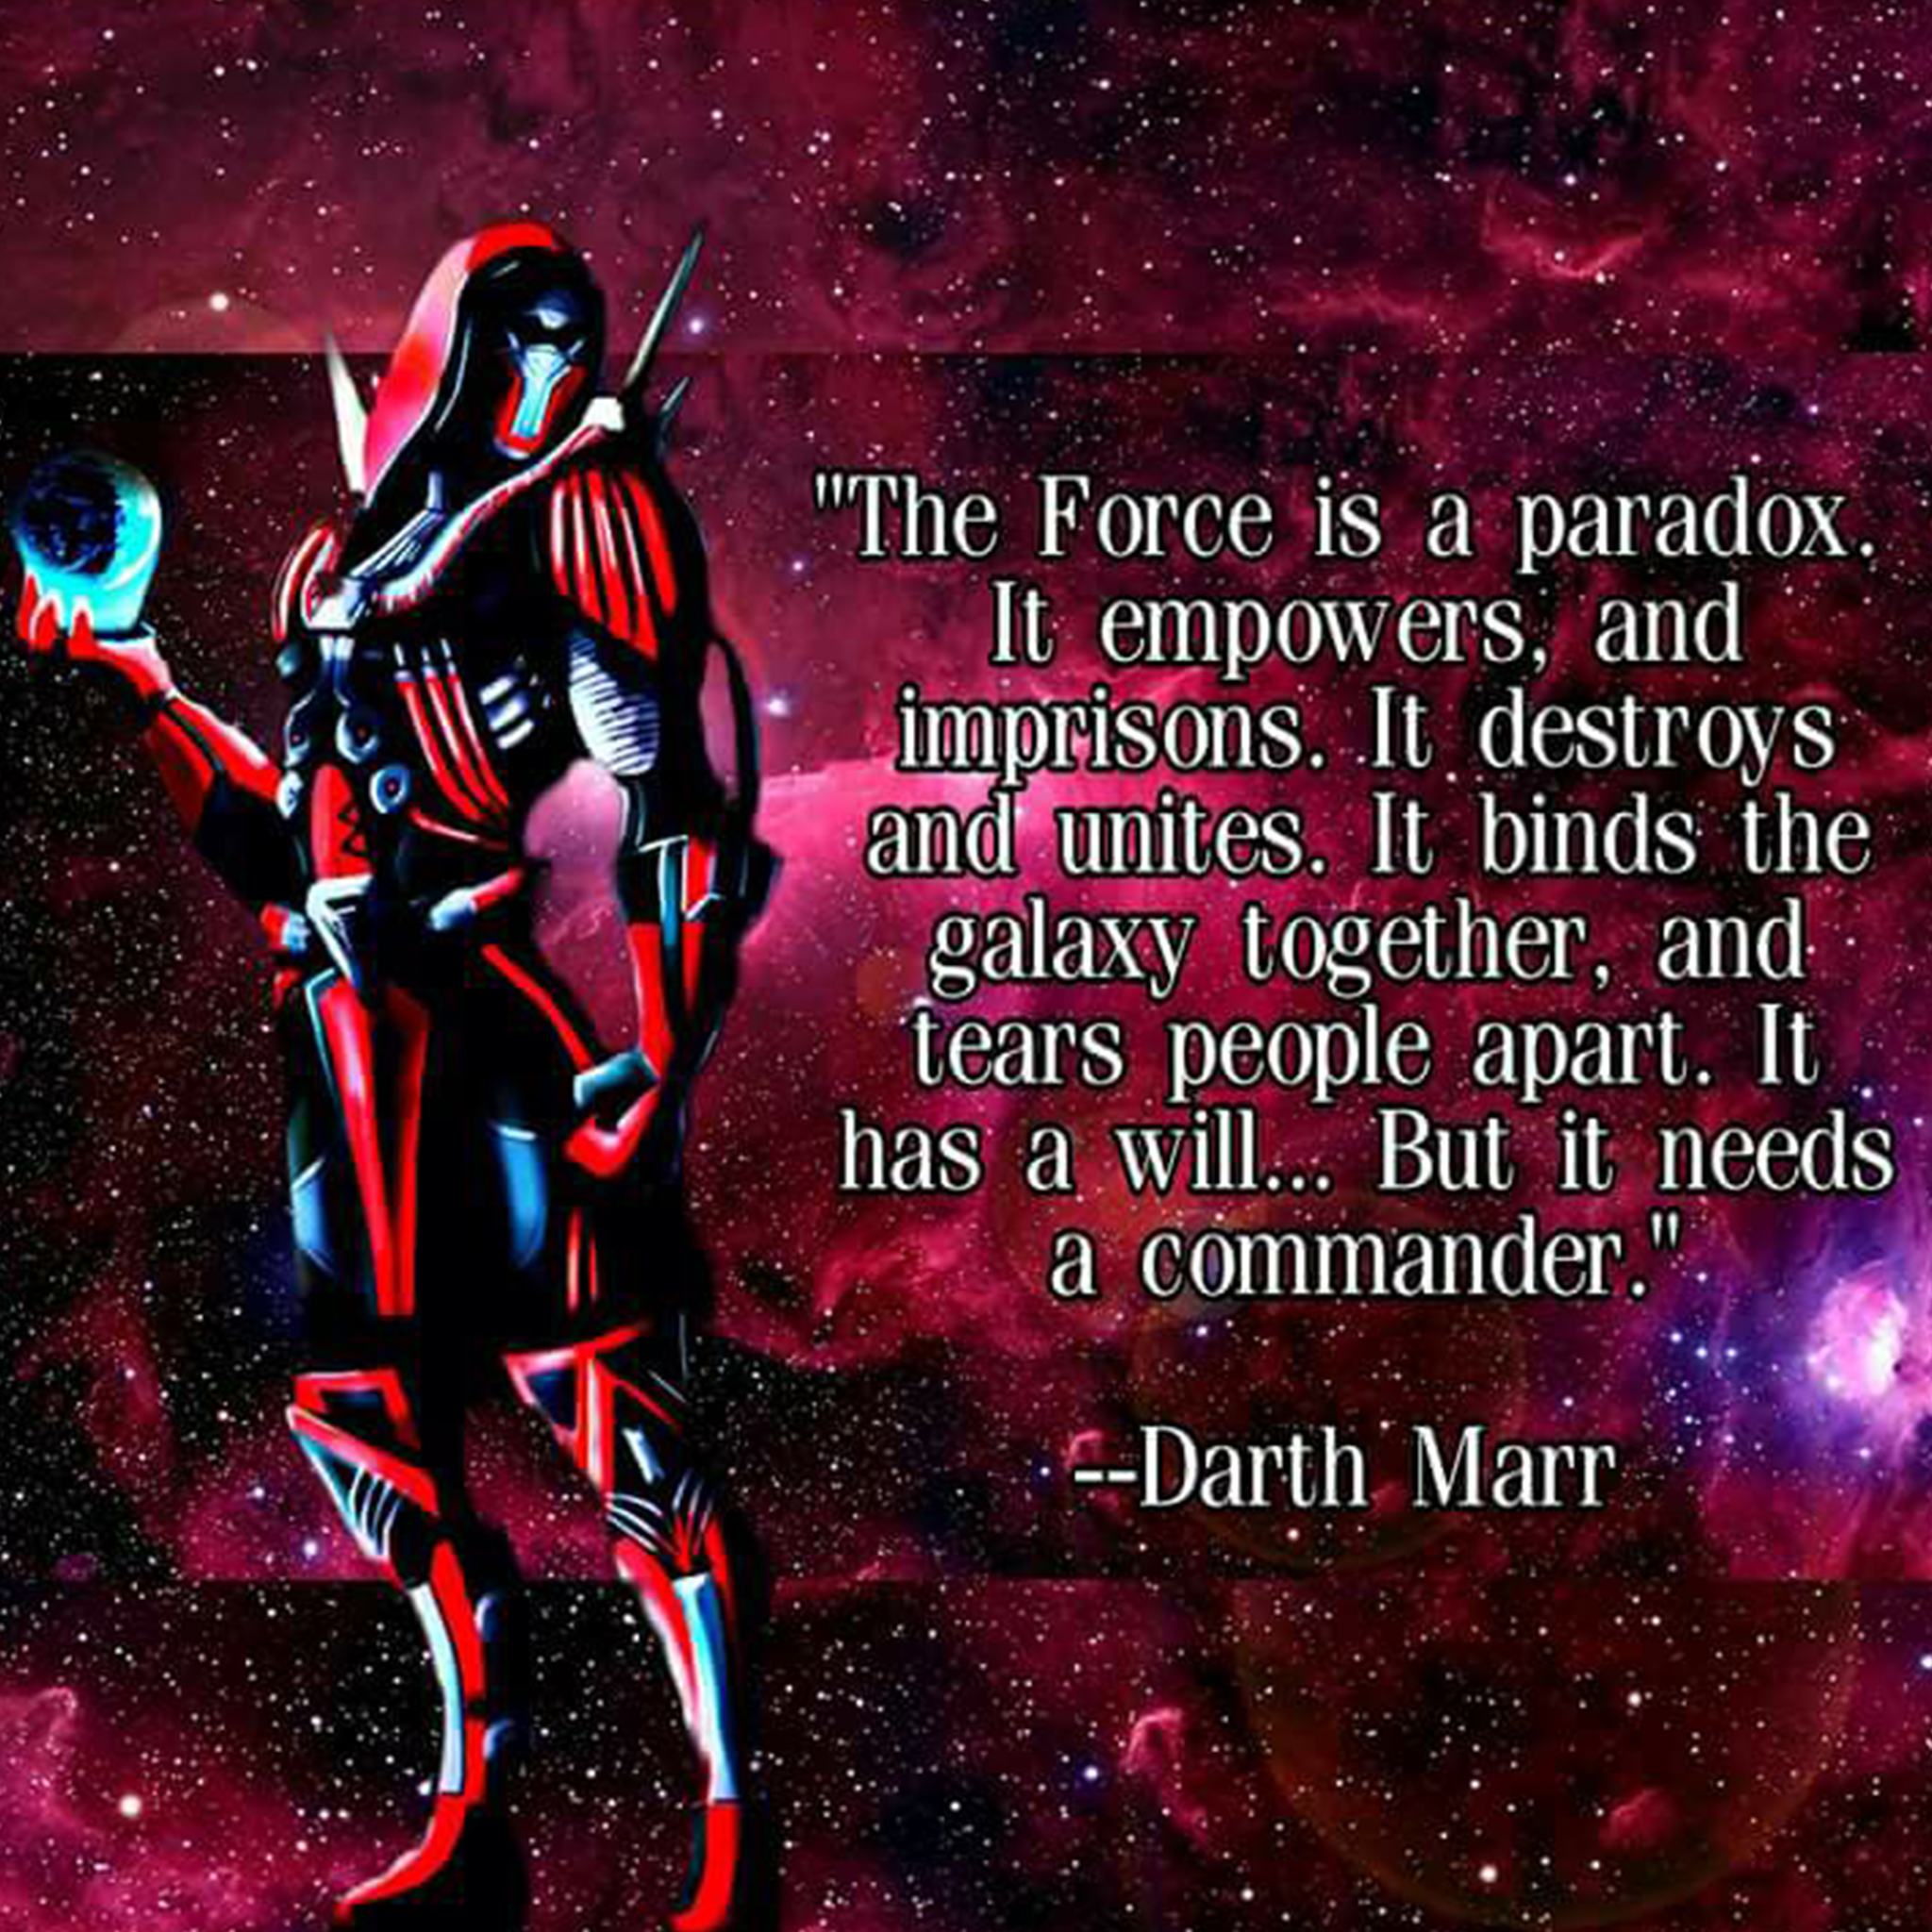 "The Force is a paradox.
It empowers, and
imprisons. It destroys
and unites. It binds the
galaxy together, and
tears people apart. It
has a will... But it needs
a commander."
--Darth Marr